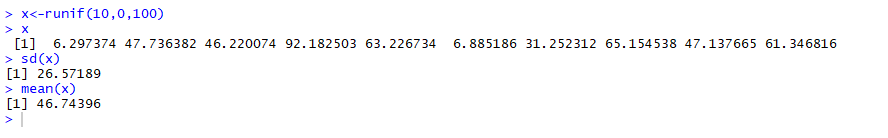 > x<-runif(10,0,100)
> x
 [1]  6.297374 47.736382 46.220074 92.182503 63.226734  6.885186 31.252312 65.154538 47.137665 61.346816
> sd(x)
[1] 26.57189
> mean(x)
[1] 46.74396
>